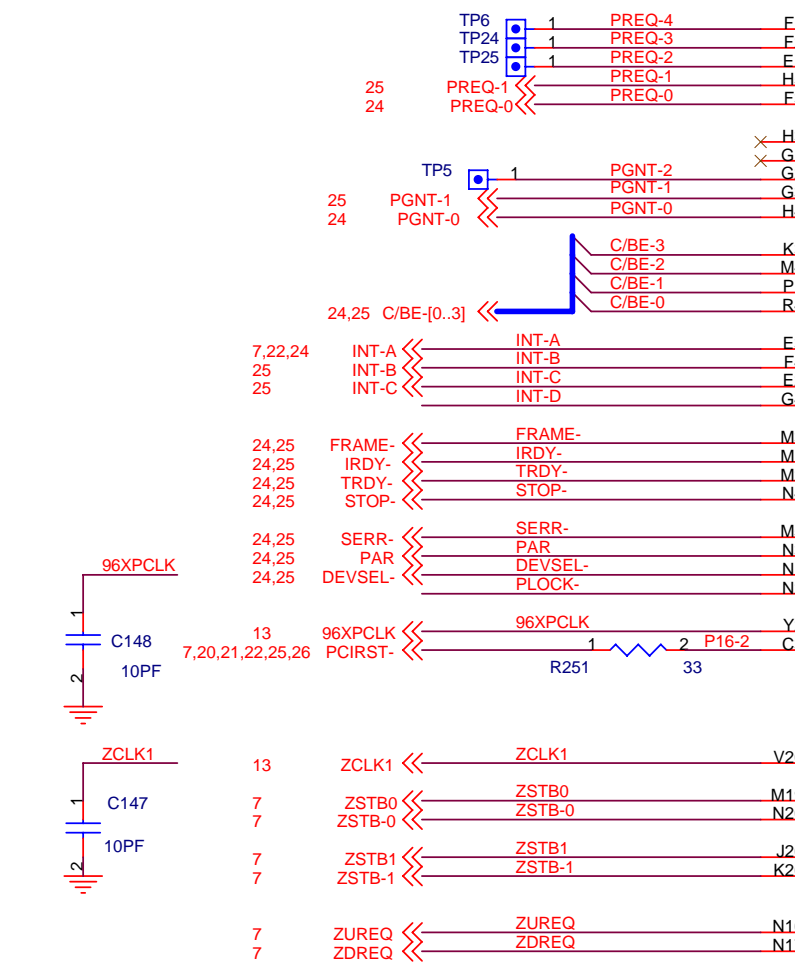 TP6 1 PREQ-4 F
TP24 1 PREQ-3 F
TP25 1 PREQ-2 E
25 PREQ-1 PREQ-1 H
24 PREQ-0 PREQ-0 F
H
G
TP5 1 PGNT-2 G
25 PGNT-1 PGNT-1 G
24 PGNT-0 PGNT-0 H
C/BE-3 K
C/BE-2 M
C/BE-1 P
24,25 C/BE-[0..3] C/BE-0 R
7,22,24 INT-A INT-A E
25 INT-B INT-B F
25 INT-C INT-C E
INT-D G
24,25 FRAME- FRAME- M
24,25 IRDY- IRDY- M
24,25 TRDY- TRDY- M
24,25 STOP- STOP- N
24,25 SERR- SERR- M
24,25 PAR PAR N
24,25 DEVSEL- DEVSEL- N
PLOCK- N
96XPCLK
1
C148
10PF
2
13 96XPCLK 96XPCLK Y
7,20,21,22,25,26 PCIRST- 1 2 P16-2 C
R251 33
ZCLK1
1
C147
10PF
2
13 ZCLK1 ZCLK1 V2
7 ZSTB0 ZSTB0 M1
7 ZSTB-0 ZSTB-0 N2
7 ZSTB1 ZSTB1 J2
7 ZSTB-1 ZSTB-1 K2
7 ZUREQ ZUREQ N1
7 ZDREQ ZDREQ N1